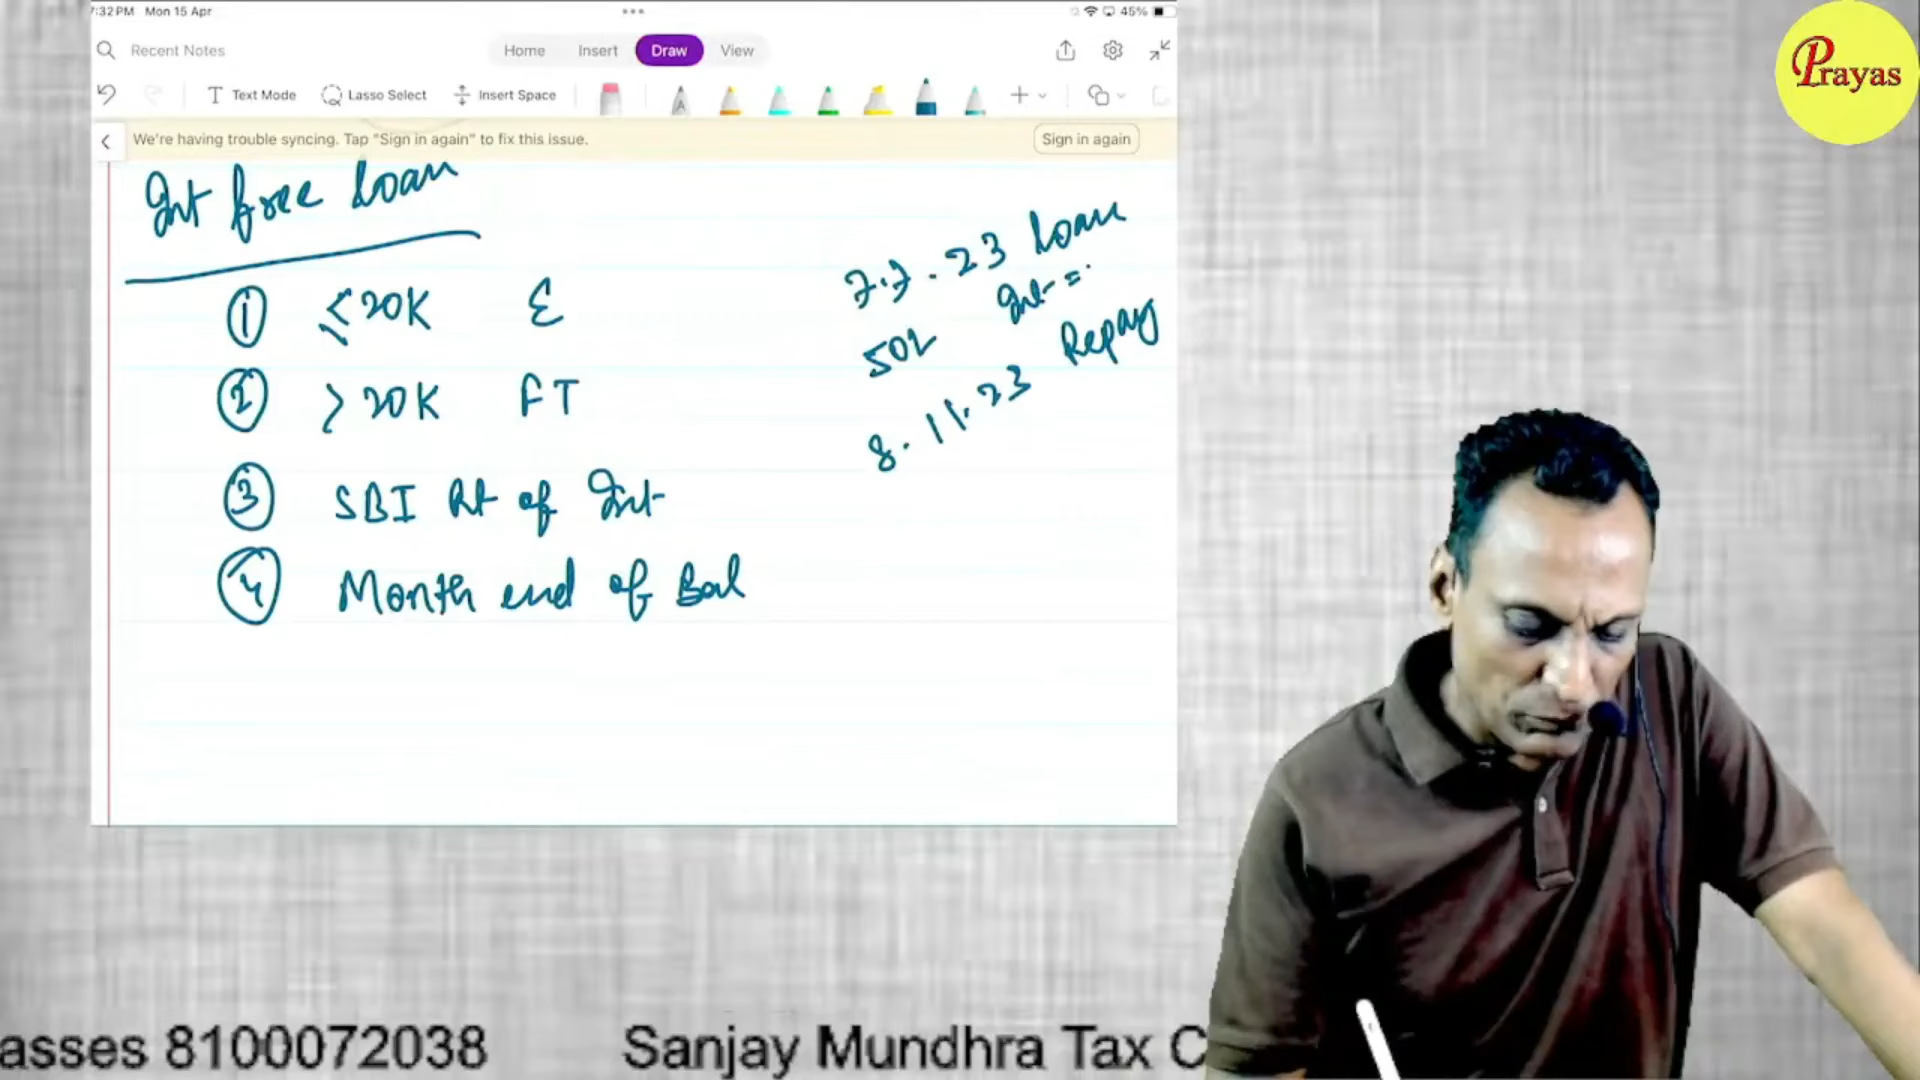 7:32 PM Mon 15 Apr
45%
Recent Notes
Home Insert Draw View
Text Mode Lasso Select Insert Space
We're having trouble syncing. Tap "Sign in again" to fix this issue.
Sign in again
Int free Loan
① ≤ 20K E
② > 20K FT
③ SBI Rt of Int
④ Month end of Bal
7.7.23 Loan
50L Int =
8.11.23 Repay
Prayas
asses 8100072038 Sanjay Mundhra Tax C